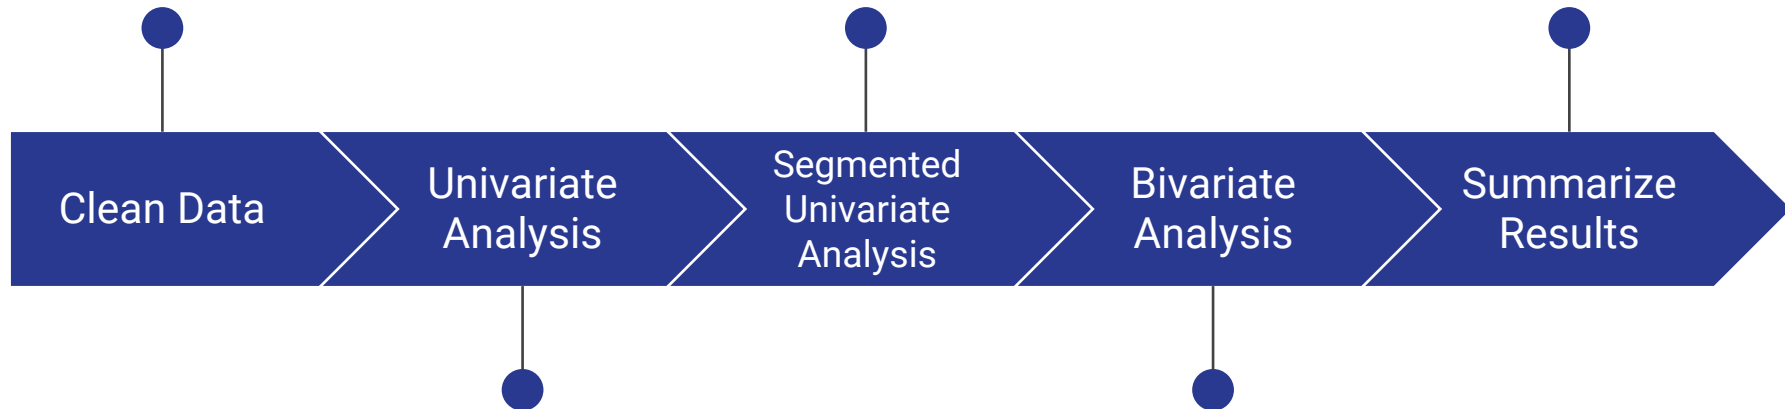 Clean Data
Univariate
Analysis
Segmented
Univariate
Analysis
Bivariate
Analysis
Summarize
Results